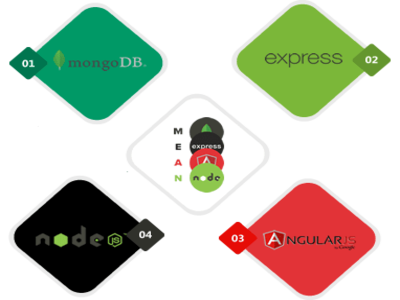 01
mongoDB
express
02
M
E
A
N
express
node
node
JS
04
03
ANGULARJS
by Google